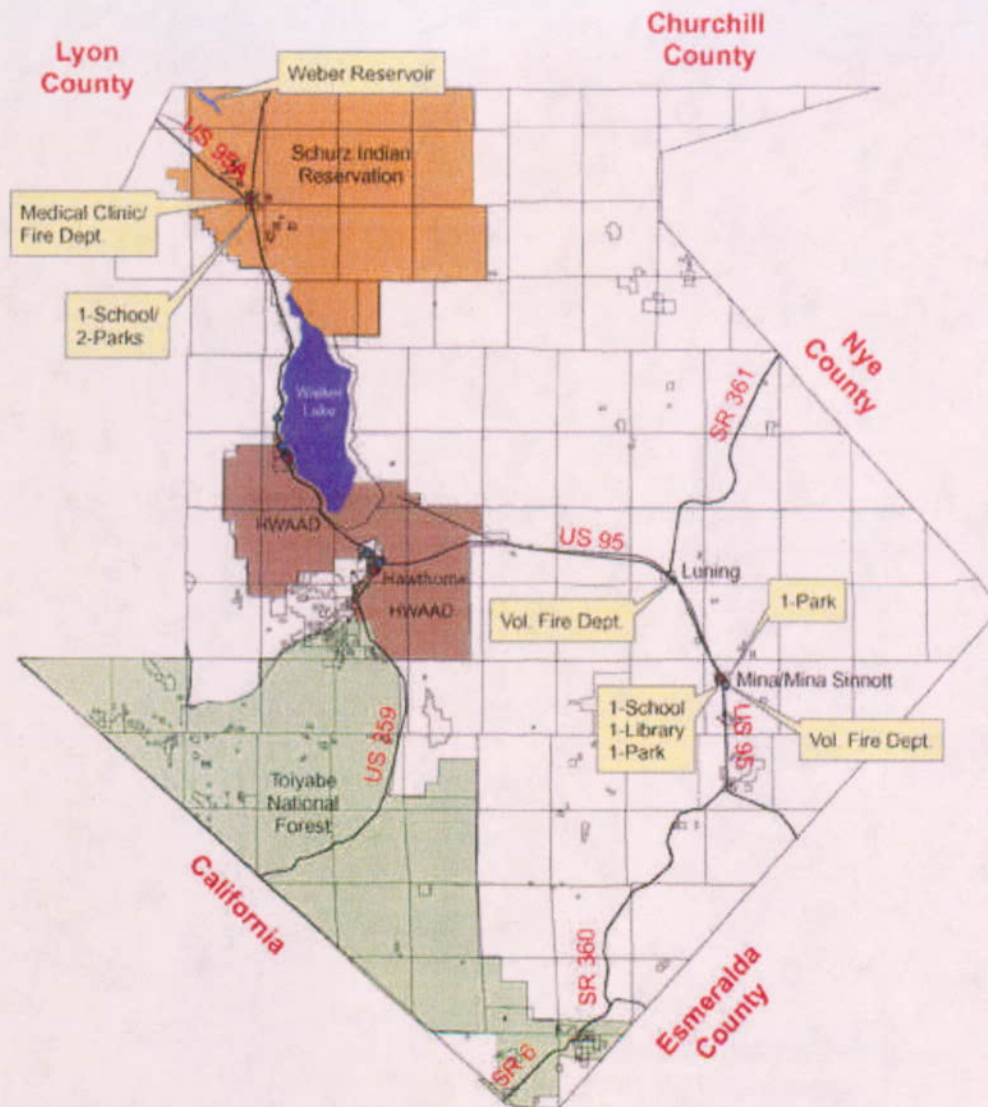 Lyon
County
Churchill
County
Weber Reservoir
US 95A
Schurz Indian
Reservation
Medical Clinic/
Fire Dept.
1-School/
2-Parks
Walker
Lake
Nye
County
SR 361
HWAAD
US 95
Luning
Hawthorne
HWAAD
Vol. Fire Dept.
1-Park
Mina/Mina Sinnott
1-School
1-Library
1-Park
Vol. Fire Dept.
US 95
US 359
Toiyabe
National
Forest
California
SR 360
Esmeralda
County
SR 6